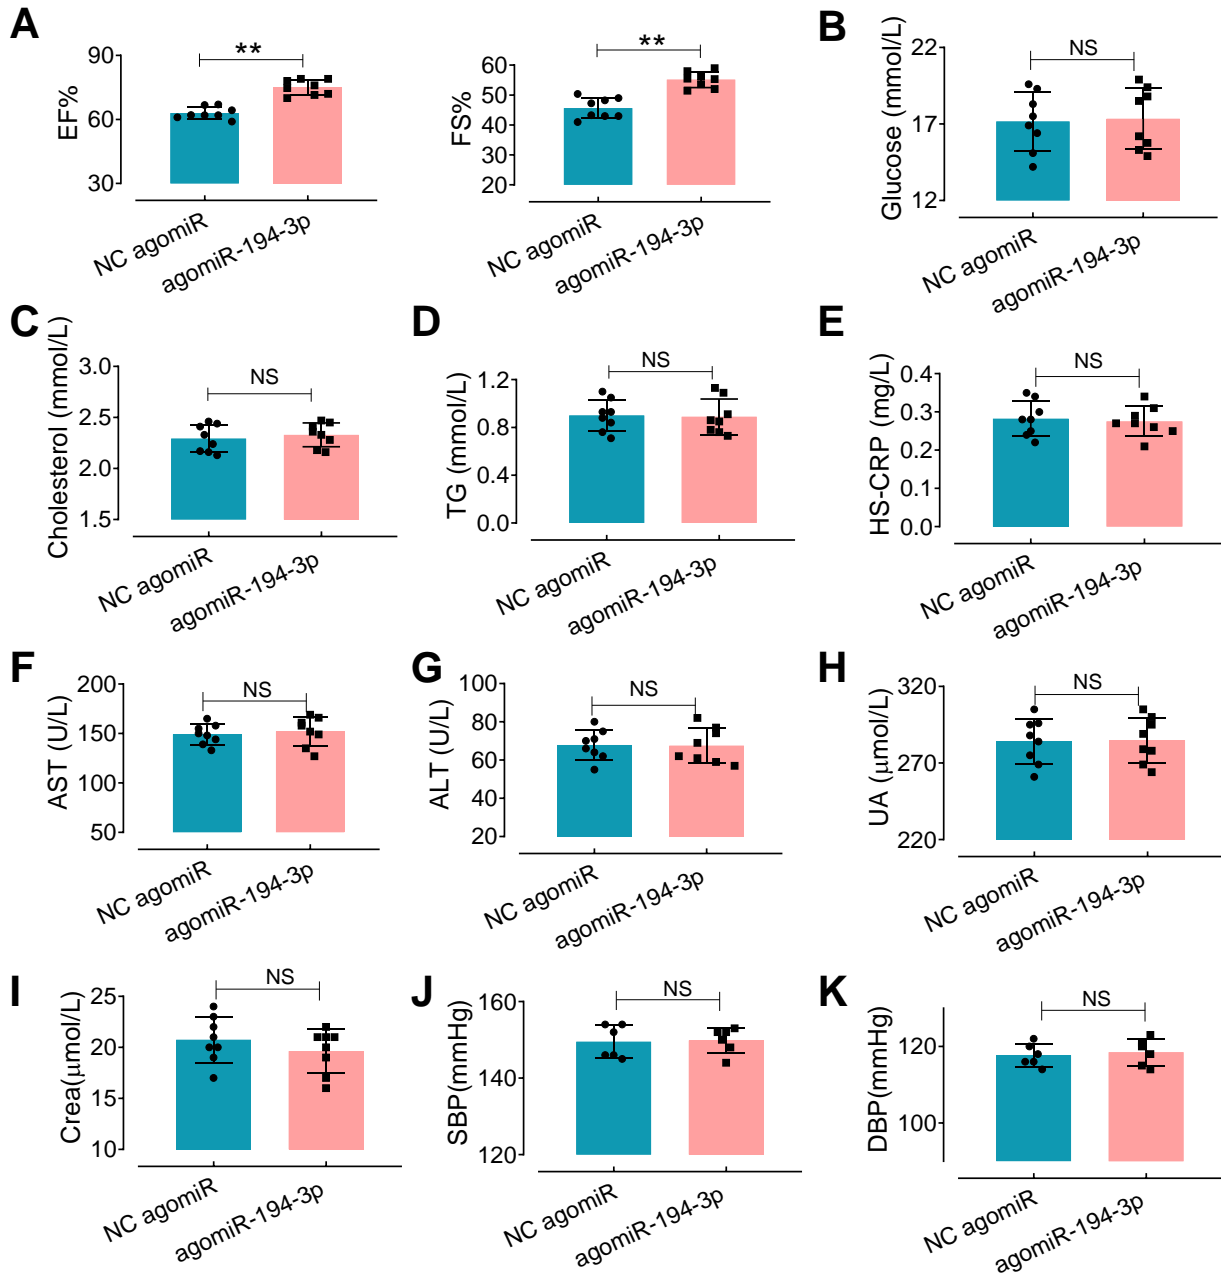 A
EF%
90
60
30
**
NC agomiR
agomiR-194-3p
FS%
60
50
40
30
20
**
NC agomiR
agomiR-194-3p
B
Glucose (mmol/L)
22
17
12
NS
NC agomiR
agomiR-194-3p
C
Cholesterol (mmol/L)
3.0
2.5
2.0
1.5
NS
NC agomiR
agomiR-194-3p
D
TG (mmol/L)
1.2
0.8
0.4
0.0
NS
NC agomiR
agomiR-194-3p
E
HS-CRP (mg/L)
0.4
0.3
0.2
0.1
0.0
NS
NC agomiR
agomiR-194-3p
F
AST (U/L)
200
150
100
50
NS
NC agomiR
agomiR-194-3p
G
ALT (U/L)
100
80
60
40
20
NS
NC agomiR
agomiR-194-3p
H
UA (μmol/L)
320
270
220
NS
NC agomiR
agomiR-194-3p
I
Crea(μmol/L)
25
20
15
10
NS
NC agomiR
agomiR-194-3p
J
SBP(mmHg)
160
140
120
NS
NC agomiR
agomiR-194-3p
K
DBP(mmHg)
120
100
NS
NC agomiR
agomiR-194-3p